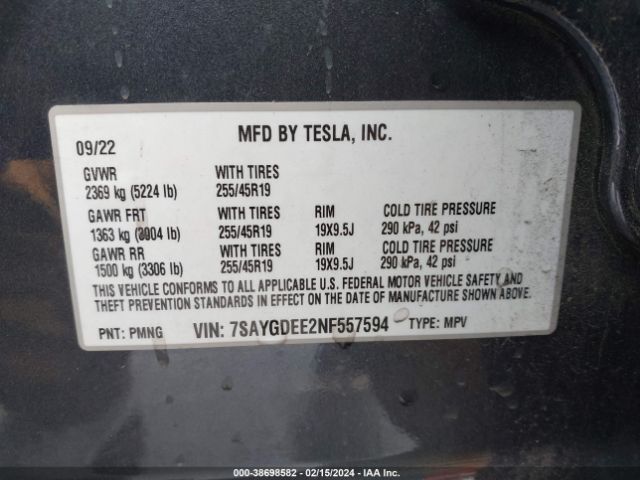 MFD BY TESLA, INC.
09/22
GVWR WITH TIRES
2369 kg (5224 lb) 255/45R19
GAWR FRT WITH TIRES RIM COLD TIRE PRESSURE
1363 kg (3004 lb) 255/45R19 19X9.5J 290 kPa, 42 psi
GAWR RR WITH TIRES RIM COLD TIRE PRESSURE
1500 kg (3306 lb) 255/45R19 19X9.5J 290 kPa, 42 psi
THIS VEHICLE CONFORMS TO ALL APPLICABLE U.S. FEDERAL MOTOR VEHICLE SAFETY AND
THEFT PREVENTION STANDARDS IN EFFECT ON THE DATE OF MANUFACTURE SHOWN ABOVE.
PNT: PMNG VIN: 7SAYGDEE2NF557594 TYPE: MPV
000-38698582 - 02/15/2024 - IAA Inc.